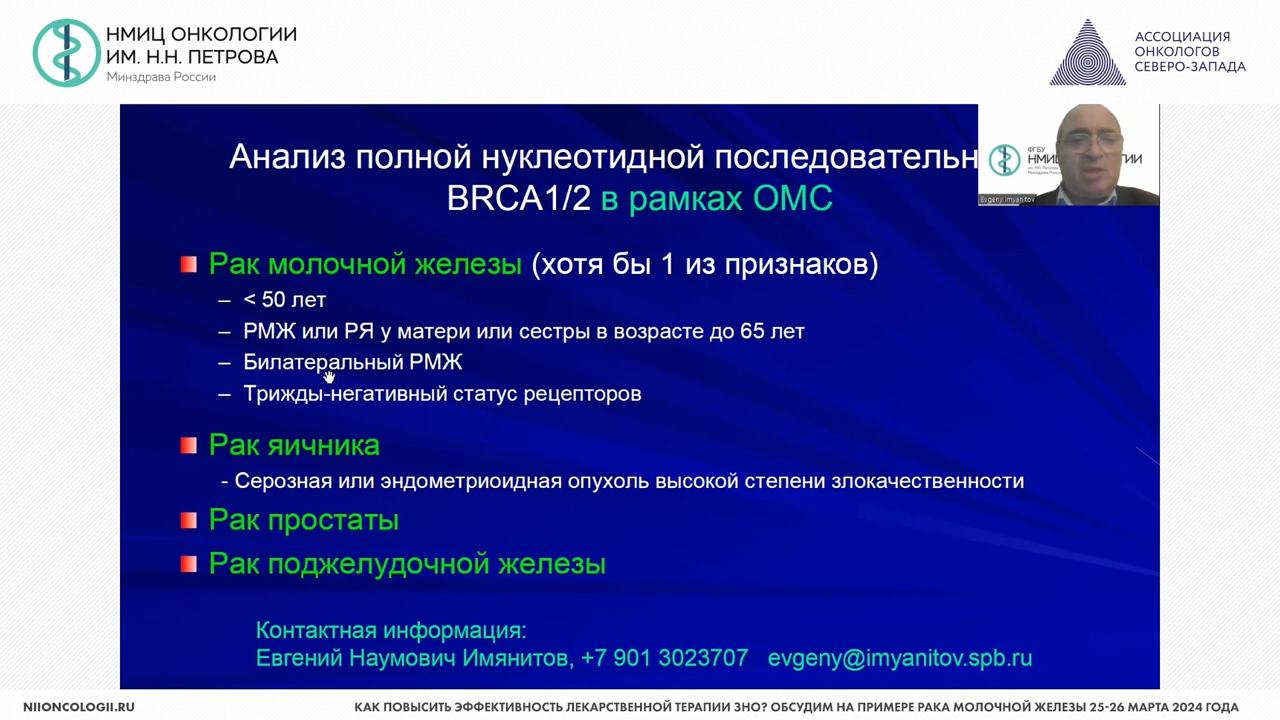 НМИЦ ОНКОЛОГИИ
ИМ. Н.Н. ПЕТРОВА
Минздрава России
АССОЦИАЦИЯ
ОНКОЛОГОВ
СЕВЕРО-ЗАПАДА
Анализ полной нуклеотидной последовательн
BRCA1/2 в рамках ОМС
ФГБУ
Evgeny Imyanitov
Рак молочной железы (хотя бы 1 из признаков)
– < 50 лет
– РМЖ или РЯ у матери или сестры в возрасте до 65 лет
– Билатеральный РМЖ
– Трижды-негативный статус рецепторов
Рак яичника
- Серозная или эндометриоидная опухоль высокой степени злокачественности
Рак простаты
Рак поджелудочной железы
Контактная информация:
Евгений Наумович Имянитов, +7 901 3023707 evgeny@imyanitov.spb.ru
NIIONCOLOGII.RU
КАК ПОВЫСИТЬ ЭФФЕКТИВНОСТЬ ЛЕКАРСТВЕННОЙ ТЕРАПИИ ЗНО? ОБСУДИМ НА ПРИМЕРЕ РАКА МОЛОЧНОЙ ЖЕЛЕЗЫ 25-26 МАРТА 2024 ГОДА